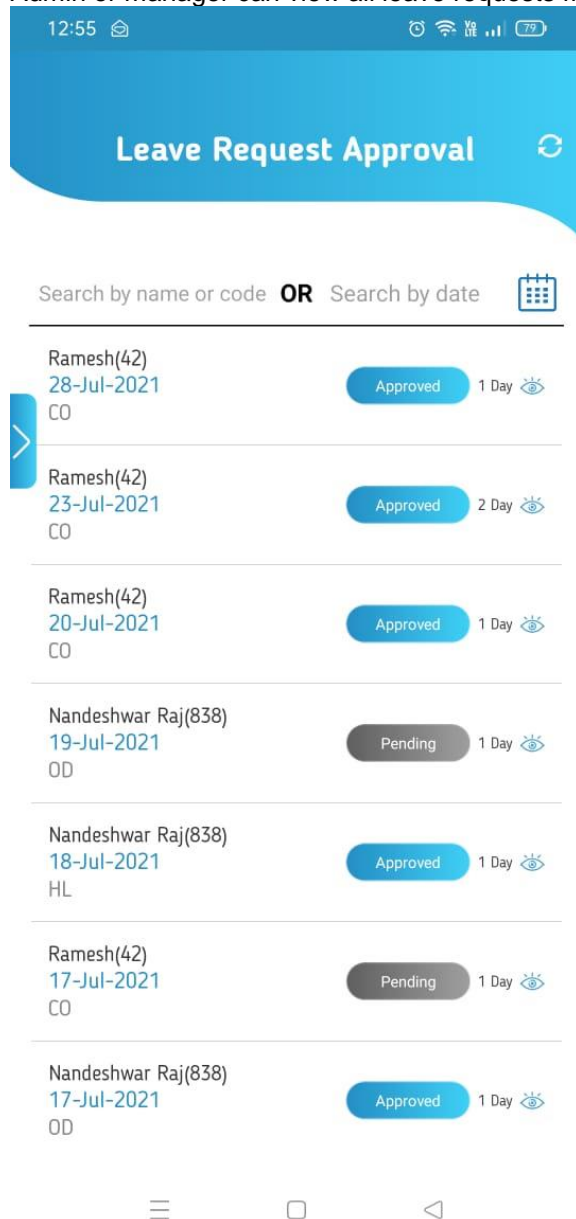 12:55
79
Leave Request Approval
Search by name or code OR Search by date
Ramesh(42)
28-Jul-2021
CO
Approved 1 Day
Ramesh(42)
23-Jul-2021
CO
Approved 2 Day
Ramesh(42)
20-Jul-2021
CO
Approved 1 Day
Nandeshwar Raj(838)
19-Jul-2021
OD
Pending 1 Day
Nandeshwar Raj(838)
18-Jul-2021
HL
Approved 1 Day
Ramesh(42)
17-Jul-2021
CO
Pending 1 Day
Nandeshwar Raj(838)
17-Jul-2021
OD
Approved 1 Day